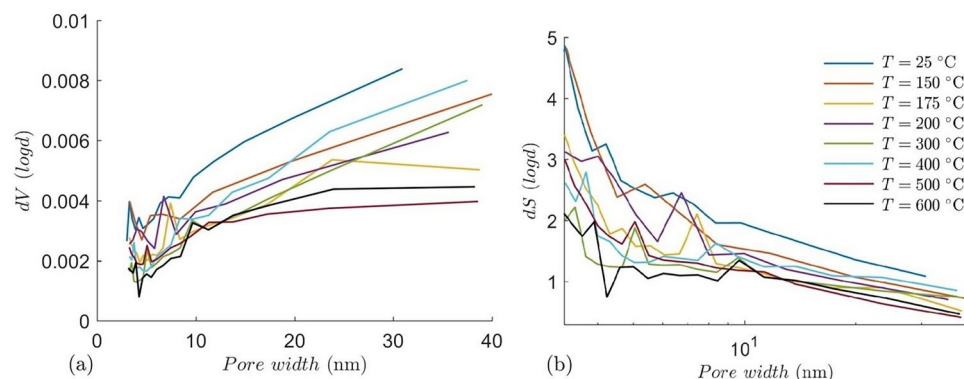 0.01
0.008
0.006
0.004
0.002
0
dV (logd)
0
10
20
30
40
(a)
Pore width (nm)
5
4
3
2
1
dS (logd)
10¹
(b)
Pore width (nm)
T = 25 °C
T = 150 °C
T = 175 °C
T = 200 °C
T = 300 °C
T = 400 °C
T = 500 °C
T = 600 °C